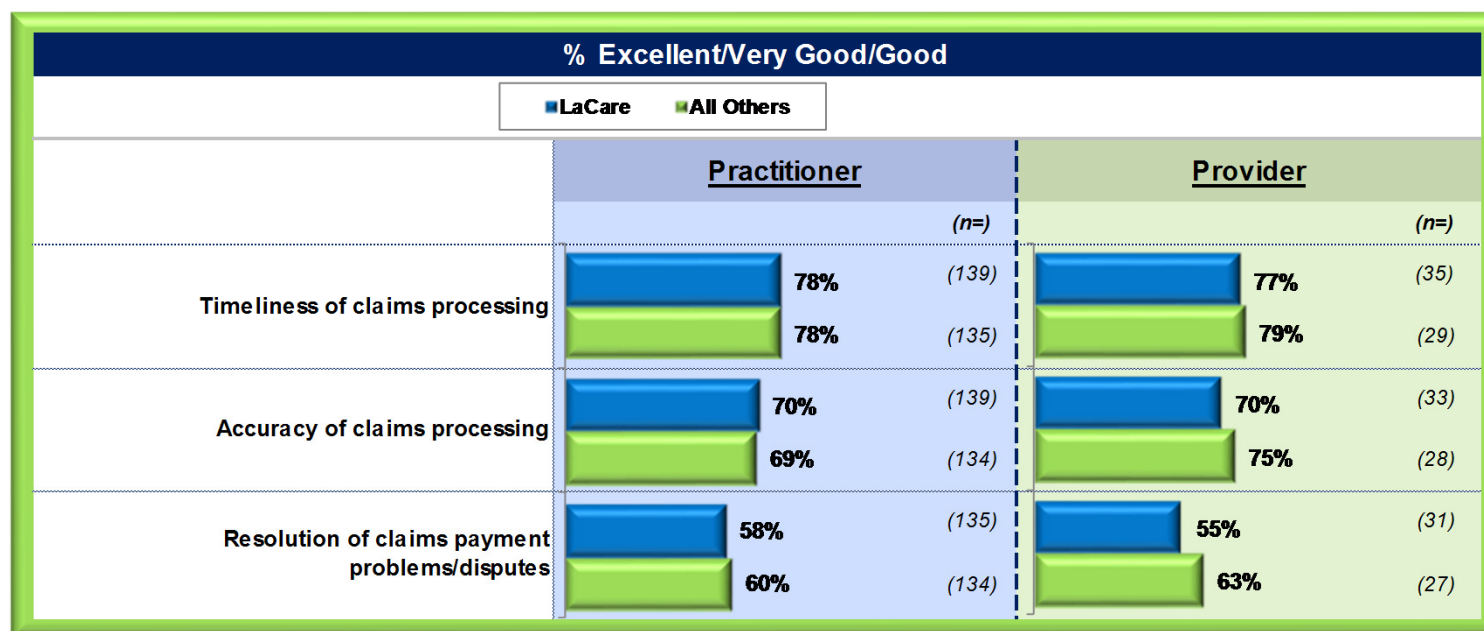 % Excellent/Very Good/Good
LaCare All Others
Practitioner Provider
(n=) (n=)
Timeliness of claims processing
78% (139) 77% (35)
78% (135) 79% (29)
Accuracy of claims processing
70% (139) 70% (33)
69% (134) 75% (28)
Resolution of claims payment
problems/disputes
58% (135) 55% (31)
60% (134) 63% (27)